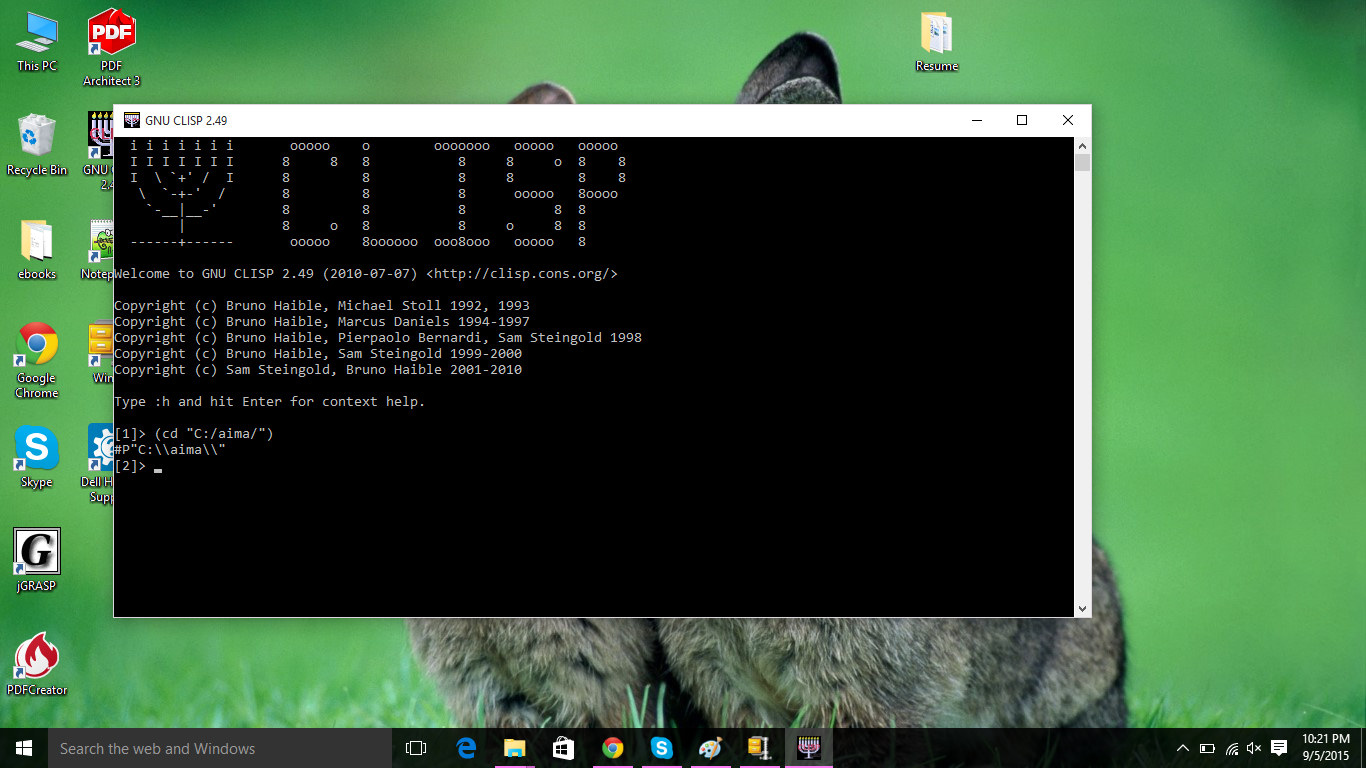 This PC
PDF
PDF
Architect 3
Resume
GNU CLISP 2.49
Recycle Bin
GNU C
2.4
i i i i i i i       ooooo    o        ooooooo   ooooo   ooooo
I I I I I I I      8     8   8           8     8     o  8    8
I  \ `+' /  I      8         8           8     8        8    8
 \  `-+-'  /       8         8           8      ooooo   8oooo
  `-__|__-'        8         8           8           8  8
      |            8     o   8           8     o     8  8
------+------       ooooo    8oooooo  ooo8ooo   ooooo   8
ebooks
Notep
Welcome to GNU CLISP 2.49 (2010-07-07) <http://clisp.cons.org/>
Copyright (c) Bruno Haible, Michael Stoll 1992, 1993
Copyright (c) Bruno Haible, Marcus Daniels 1994-1997
Copyright (c) Bruno Haible, Pierpaolo Bernardi, Sam Steingold 1998
Copyright (c) Bruno Haible, Sam Steingold 1999-2000
Copyright (c) Sam Steingold, Bruno Haible 2001-2010
Google
Chrome
Win
Type :h and hit Enter for context help.
[1]> (cd "C:/aima/")
#P"C:\\aima\\"
[2]>
Skype
Dell H
Supp
G
jGRASP
PDFCreator
Search the web and Windows
10:21 PM
9/5/2015